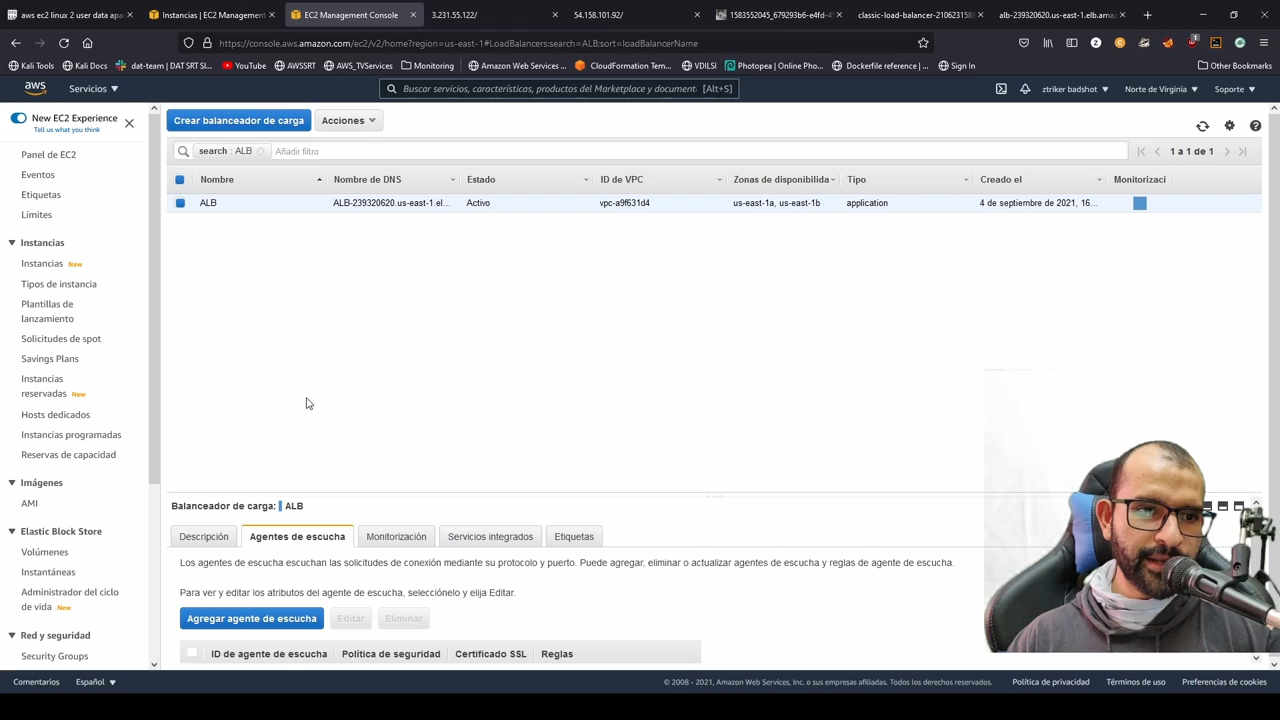 aws ec2 linux 2 user data apa
Instancias | EC2 Management
EC2 Management Console
3.231.55.122/
54.158.101.92/
1583552045_679293b6-e4fd-43
classic-load-balancer-210623158
alb-239320620.us-east-1.elb.ama
https://console.aws.amazon.com/ec2/v2/home?region=us-east-1#LoadBalancers:search=ALB;sort=loadBalancerName
Kali Tools
Kali Docs
dat-team | DAT SRT SI...
YouTube
AWSSRT
AWS_TVServices
Monitoring
Amazon Web Services ...
CloudFormation Tem...
VDILSI
Photopea | Online Pho...
Dockerfile reference | ...
Sign In
Other Bookmarks
aws
Servicios
Buscar servicios, características, productos del Marketplace y document
[Alt+S]
ztriker badshot
Norte de Virginia
Soporte
New EC2 Experience
Tell us what you think
Panel de EC2
Eventos
Etiquetas
Límites
Instancias
Instancias New
Tipos de instancia
Plantillas de
lanzamiento
Solicitudes de spot
Savings Plans
Instancias
reservadas New
Hosts dedicados
Instancias programadas
Reservas de capacidad
Imágenes
AMI
Elastic Block Store
Volúmenes
Instantáneas
Administrador del ciclo
de vida New
Red y seguridad
Security Groups
Crear balanceador de carga
Acciones
search : ALB
Añadir filtro
1 a 1 de 1
Nombre
Nombre de DNS
Estado
ID de VPC
Zonas de disponibilida
Tipo
Creado el
Monitorizaci
ALB
ALB-239320620.us-east-1.el...
Activo
vpc-a9f631d4
us-east-1a, us-east-1b
application
4 de septiembre de 2021, 16...
Balanceador de carga: ALB
Descripción
Agentes de escucha
Monitorización
Servicios integrados
Etiquetas
Los agentes de escucha escuchan las solicitudes de conexión mediante su protocolo y puerto. Puede agregar, eliminar o actualizar agentes de escucha y reglas de agente de escucha.
Para ver y editar los atributos del agente de escucha, selecciónelo y elija Editar.
Agregar agente de escucha
Editar
Eliminar
ID de agente de escucha
Política de seguridad
Certificado SSL
Reglas
Comentarios
Español
© 2008 - 2021, Amazon Web Services, Inc. o sus empresas afiliadas. Todos los derechos reservados.
Política de privacidad
Términos de uso
Preferencias de cookies